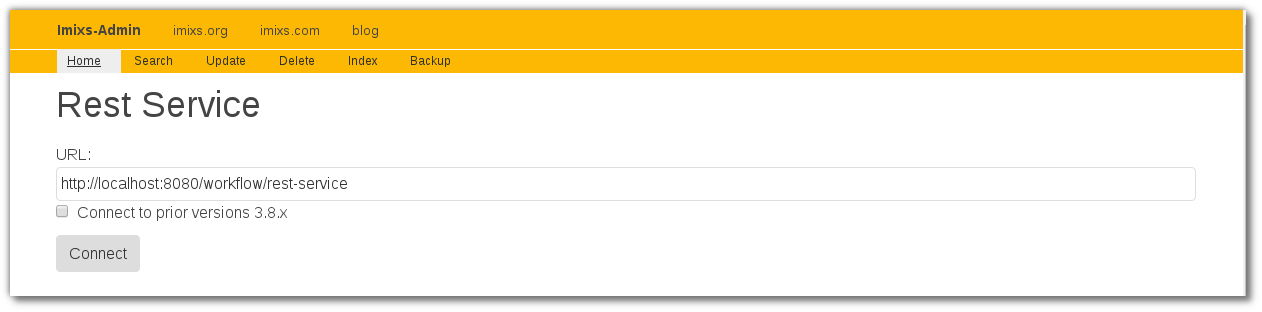 Imixs-Admin imixs.org imixs.com blog
Home Search Update Delete Index Backup
Rest Service
URL:
http://localhost:8080/workflow/rest-service
Connect to prior versions 3.8.x
Connect